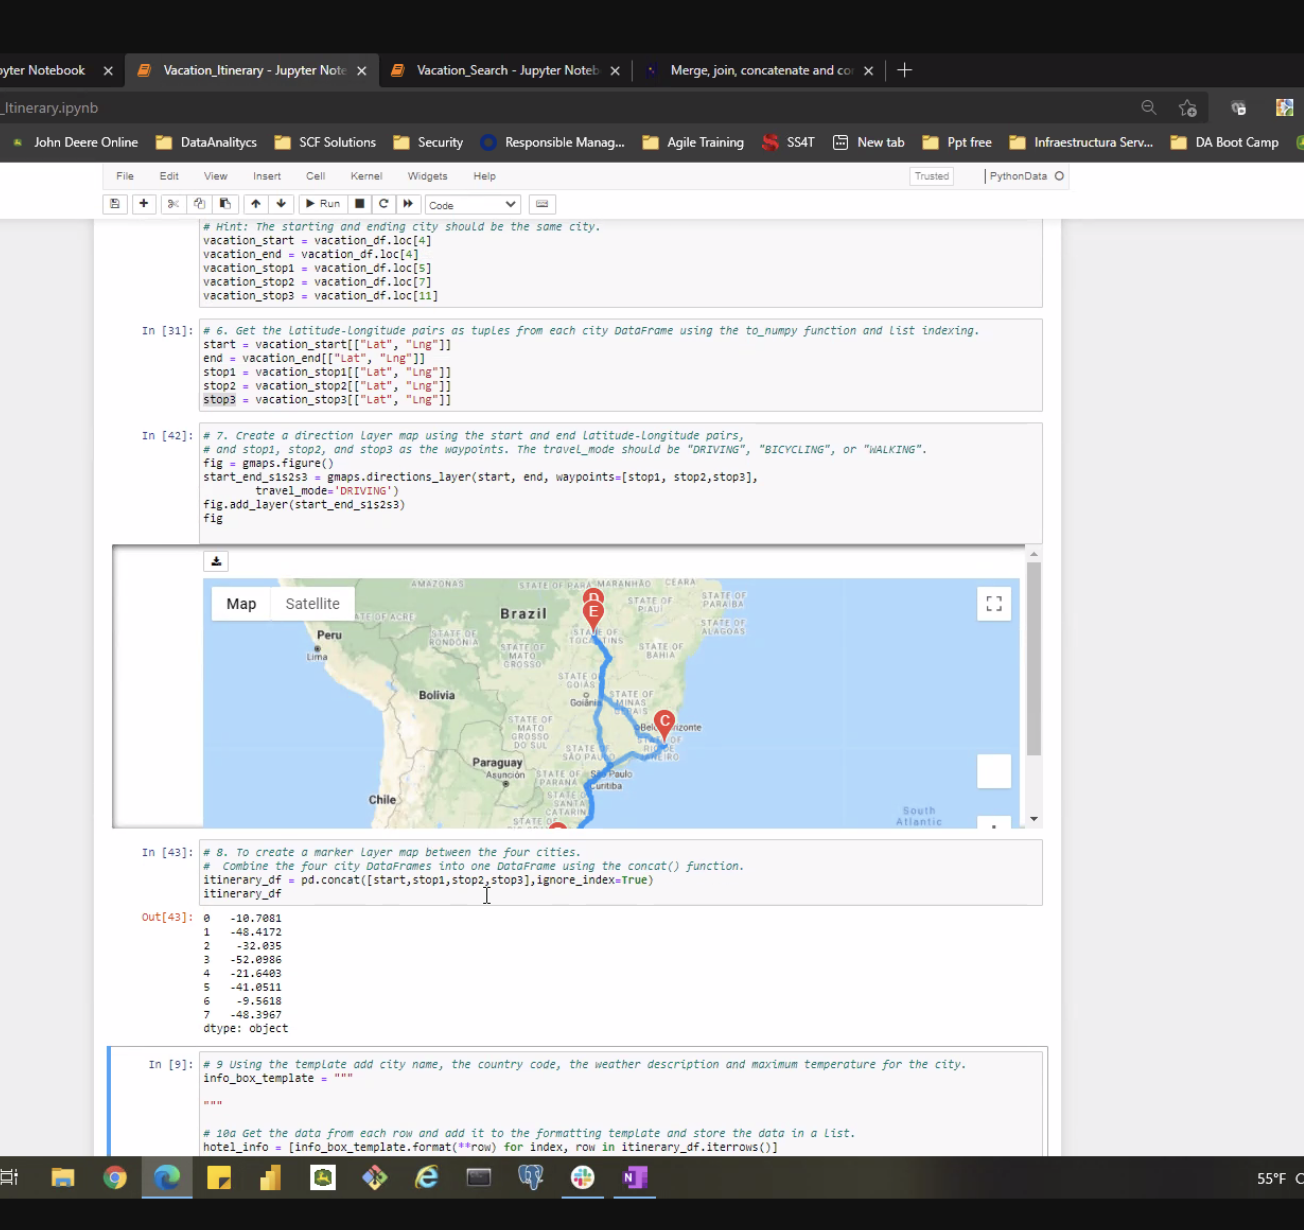 pyter Notebook
Vacation_Itinerary - Jupyter Note
Vacation_Search - Jupyter Noteb
Merge, join, concatenate and co
_Itinerary.ipynb
John Deere Online
DataAnalitycs
SCF Solutions
Security
Responsible Manag...
Agile Training
SS4T
New tab
Ppt free
Infraestructura Serv...
DA Boot Camp
File Edit View Insert Cell Kernel Widgets Help
Trusted
PythonData
Run
Code
# Hint: The starting and ending city should be the same city.
vacation_start = vacation_df.loc[4]
vacation_end = vacation_df.loc[4]
vacation_stop1 = vacation_df.loc[5]
vacation_stop2 = vacation_df.loc[7]
vacation_stop3 = vacation_df.loc[11]
In [31]: # 6. Get the Latitude-Longitude pairs as tuples from each city DataFrame using the to_numpy function and list indexing.
start = vacation_start[["Lat", "Lng"]]
end = vacation_end[["Lat", "Lng"]]
stop1 = vacation_stop1[["Lat", "Lng"]]
stop2 = vacation_stop2[["Lat", "Lng"]]
stop3 = vacation_stop3[["Lat", "Lng"]]
In [42]: # 7. Create a direction layer map using the start and end latitude-longitude pairs,
# and stop1, stop2, and stop3 as the waypoints. The travel_mode should be "DRIVING", "BICYCLING", or "WALKING".
fig = gmaps.figure()
start_end_s1s2s3 = gmaps.directions_layer(start, end, waypoints=[stop1, stop2,stop3],
travel_mode='DRIVING')
fig.add_layer(start_end_s1s2s3)
fig
Map
Satellite
AMAZONAS
STATE OF PARÁ
MARANHÃO
CEARÁ
STATE OF PARAÍBA
STATE OF PIAUÍ
STATE OF ACRE
STATE OF ALAGOAS
Brazil
D
E
STATE OF RONDÔNIA
STATE OF TOCANTINS
STATE OF BAHIA
Peru
Lima
STATE OF MATO GROSSO
STATE OF GOIÁS
Bolivia
Goiânia
STATE OF MINAS GERAIS
C
STATE OF MATO GROSSO DO SUL
STATE OF RIO DE JANEIRO
STATE OF SÃO PAULO
Paraguay
Asunción
São Paulo
STATE OF PARANÁ
Curitiba
Chile
STATE OF SANTA CATARIN
South Atlantic
In [43]: # 8. To create a marker layer map between the four cities.
# Combine the four city DataFrames into one DataFrame using the concat() function.
itinerary_df = pd.concat([start,stop1,stop2,stop3],ignore_index=True)
itinerary_df
Out[43]: 0 -10.7081
1 -48.4172
2 -32.035
3 -52.0986
4 -21.6403
5 -41.0511
6 -9.5618
7 -48.3967
dtype: object
In [9]: # 9 Using the template add city name, the country code, the weather description and maximum temperature for the city.
info_box_template = """
"""
# 10a Get the data from each row and add it to the formatting template and store the data in a list.
hotel_info = [info_box_template.format(**row) for index, row in itinerary_df.iterrows()]
55°F